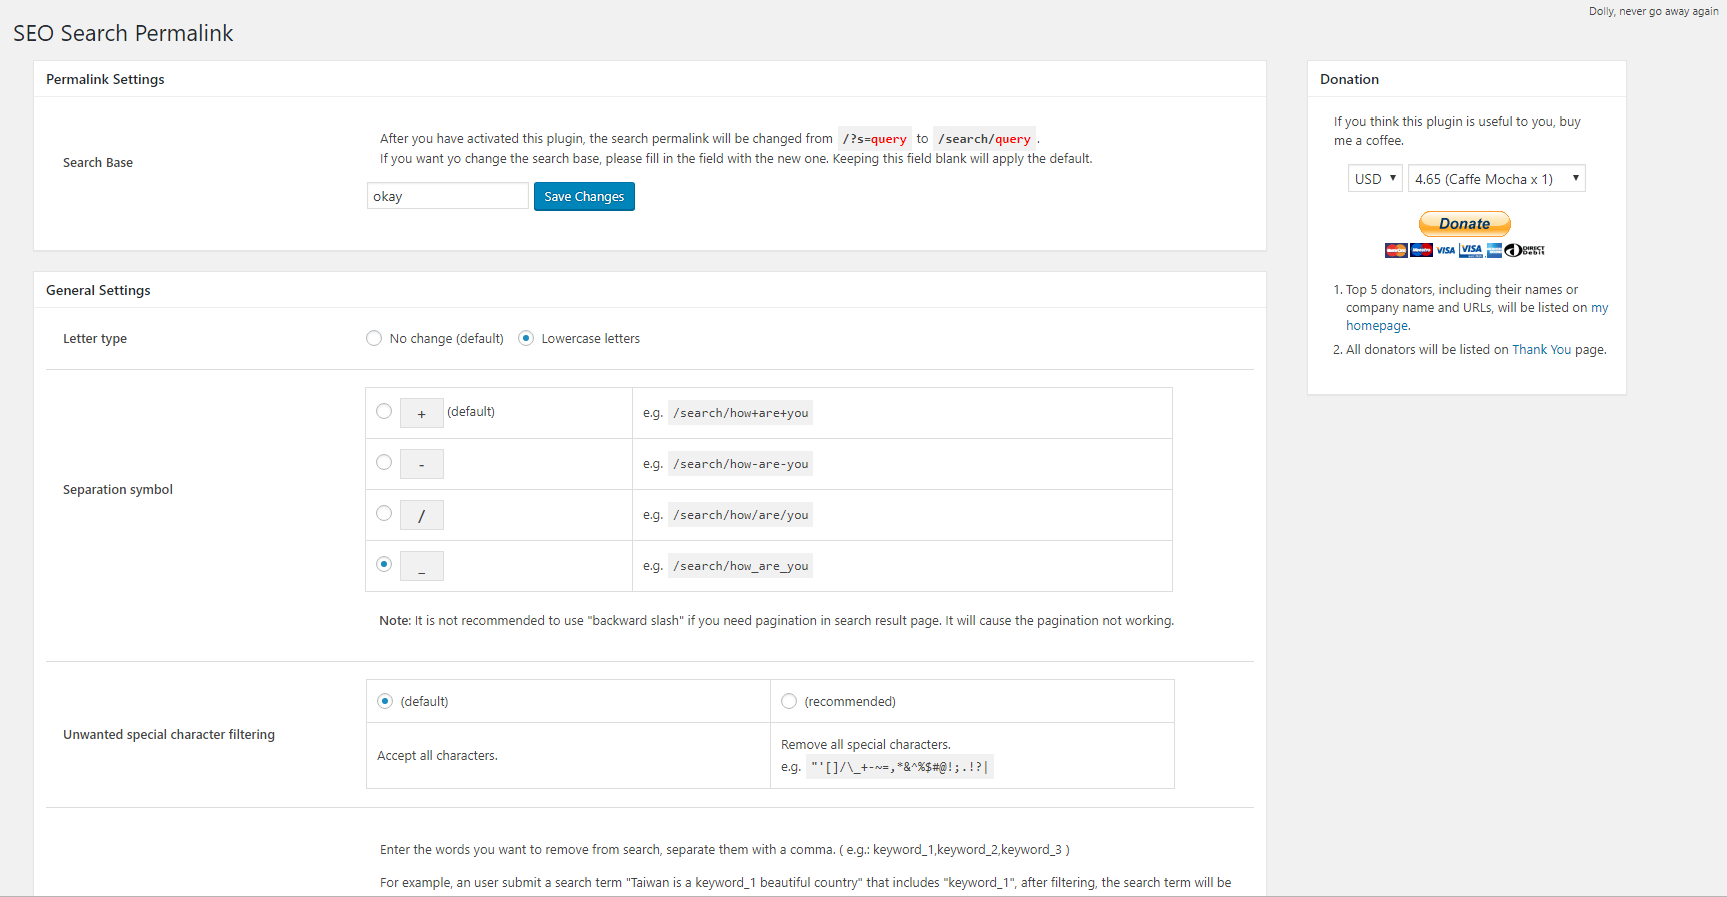 Dolly, never go away again
SEO Search Permalink
Permalink Settings
Search Base
After you have activated this plugin, the search permalink will be changed from /?s=query to /search/query .
If you want yo change the search base, please fill in the field with the new one. Keeping this field blank will apply the default.
okay
Save Changes
General Settings
Letter type
No change (default)
Lowercase letters
Separation symbol
+ (default)
e.g. /search/how+are+you
-
e.g. /search/how-are-you
/
e.g. /search/how/are/you
_
e.g. /search/how_are_you
Note: It is not recommended to use "backward slash" if you need pagination in search result page. It will cause the pagination not working.
Unwanted special character filtering
(default)
(recommended)
Accept all characters.
Remove all special characters.
e.g. "'[]/\_+-~=,*&^%$#@!;.!?|
Enter the words you want to remove from search, separate them with a comma. ( e.g.: keyword_1,keyword_2,keyword_3 )
For example, an user submit a search term "Taiwan is a keyword_1 beautiful country" that includes "keyword_1", after filtering, the search term will be
Donation
If you think this plugin is useful to you, buy
me a coffee.
USD
4.65 (Caffe Mocha x 1)
Donate
VISA
VISA
DIRECT
Debit
1. Top 5 donators, including their names or
company name and URLs, will be listed on my
homepage.
2. All donators will be listed on Thank You page.